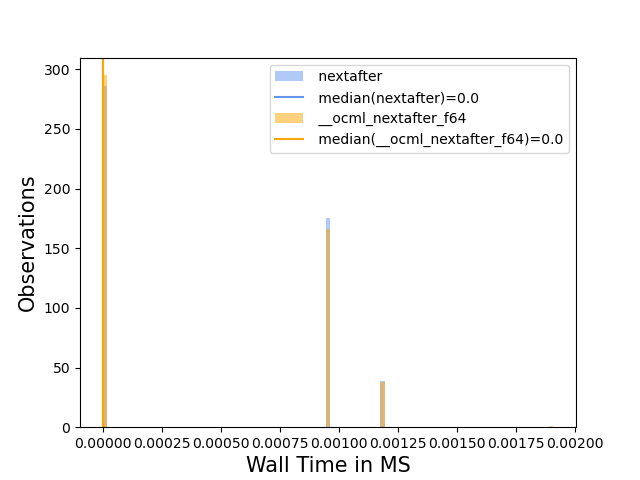 nextafter
median(nextafter)=0.0
__ocml_nextafter_f64
median(__ocml_nextafter_f64)=0.0
300
250
200
150
100
50
0
Observations
0.00000 0.00025 0.00050 0.00075 0.00100 0.00125 0.00150 0.00175 0.00200
Wall Time in MS